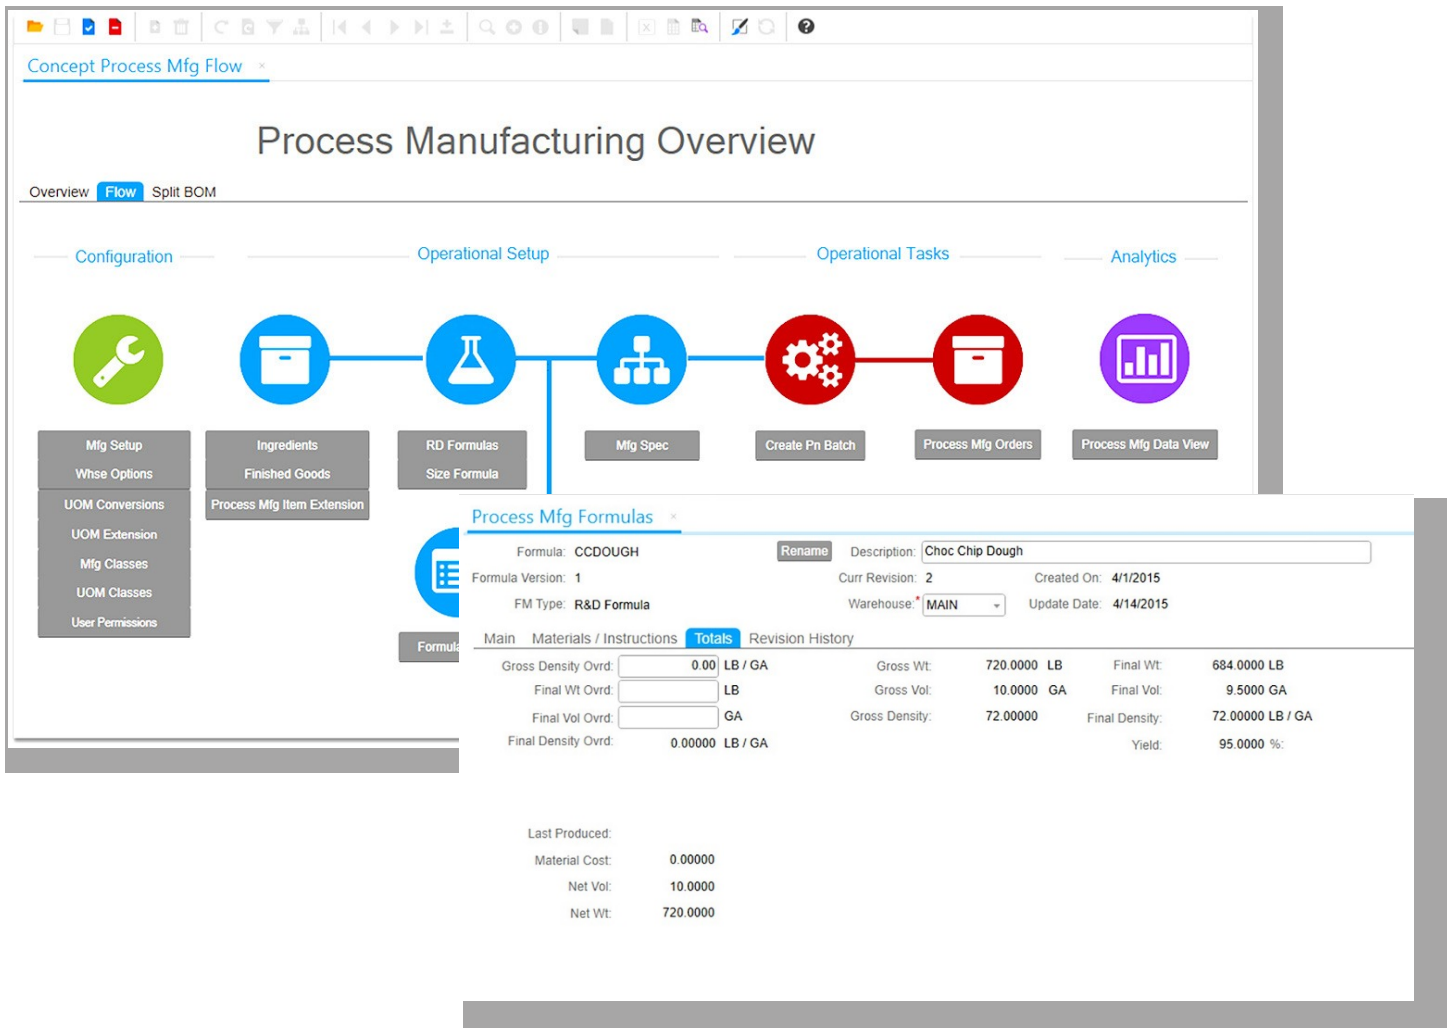 Concept Process Mfg Flow ×
Process Manufacturing Overview
Overview Flow Split BOM
Configuration Operational Setup Operational Tasks Analytics
Mfg Setup Ingredients RD Formulas Mfg Spec Create Pn Batch Process Mfg Orders Process Mfg Data View
Whse Options Finished Goods Size Formula
UOM Conversions Process Mfg Item Extension
UOM Extension
Mfg Classes
UOM Classes
User Permissions
Formula
Process Mfg Formulas ×
Formula: CCDOUGH Rename Description: Choc Chip Dough
Formula Version: 1 Curr Revision: 2 Created On: 4/1/2015
FM Type: R&D Formula Warehouse:* MAIN Update Date: 4/14/2015
Main Materials / Instructions Totals Revision History
Gross Density Ovrd: 0.00 LB / GA Gross Wt: 720.0000 LB Final Wt: 684.0000 LB
Final Wt Ovrd: LB Gross Vol: 10.0000 GA Final Vol: 9.5000 GA
Final Vol Ovrd: GA Gross Density: 72.00000 Final Density: 72.00000 LB / GA
Final Density Ovrd: 0.00000 LB / GA Yield: 95.0000 %:
Last Produced:
Material Cost: 0.00000
Net Vol: 10.0000
Net Wt: 720.0000